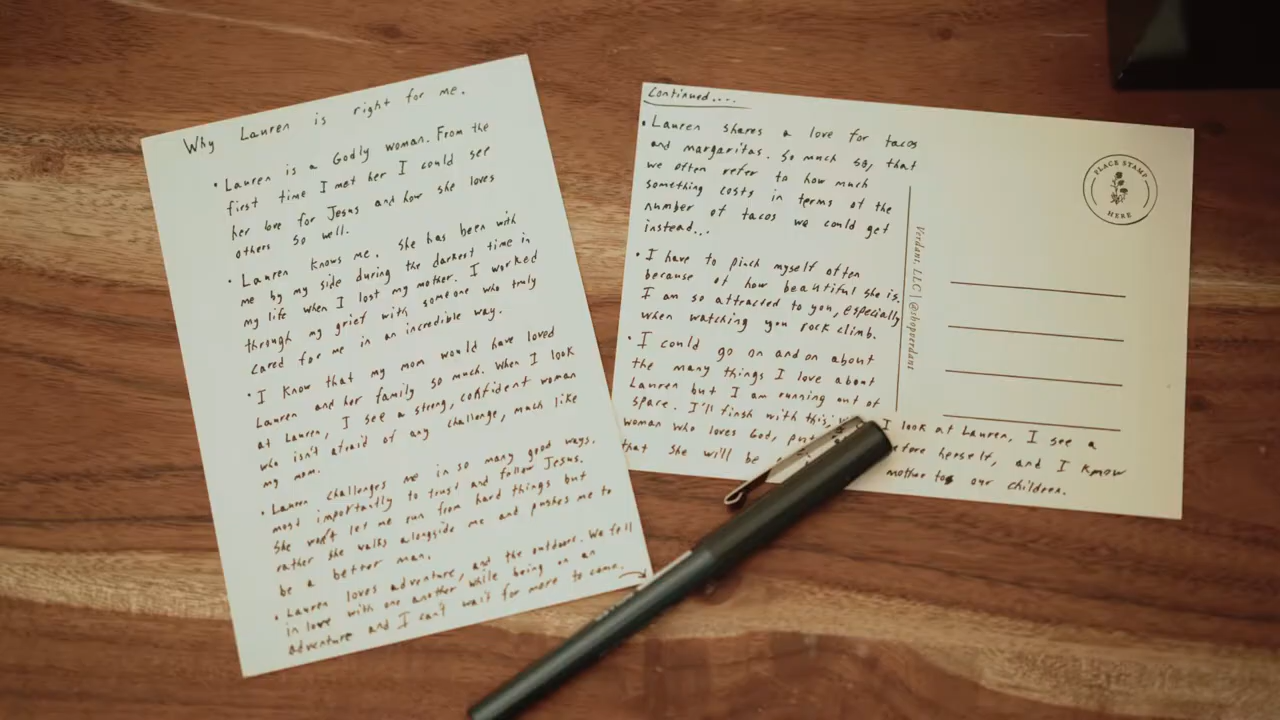 Why Lauren is right for me.
• Lauren is a Godly woman. From the
first time I met her I could see
her love for Jesus and how she loves
others so well.
• Lauren knows me. She has been with
me by my side during the darkest time in
my life when I lost my mother. I worked
through my grief with someone who truly
cared for me in an incredible way.
• I know that my mom would have loved
Lauren and her family so much. When I look
at Lauren, I see a strong, confident woman
who isn't afraid of any challenge, much like
my mom.
• Lauren challenges me in so many good ways.
most importantly to trust and follow Jesus.
She won't let me run from hard things but
rather she walks alongside me and pushes me to
be a better man.
• Lauren loves adventure, and the outdoors. We fell
in love with one another while being on an
adventure and I can't wait for more to come.
Continued....
• Lauren shares a love for tacos
and margaritas. So much so, that
we often refer to how much
something costs in terms of the
number of tacos we could get
instead...
• I have to pinch myself often
because of how beautiful she is.
I am so attracted to you, especially
when watching you rock climb.
• I could go on and on about
the many things I love about
Lauren but I am running out of
space. I'll finsh with this;
I look at Lauren, I see a
woman who loves God,
herself, and I know
that she will be
mother to our children.
Verdant, LLC | @shopverdant
PLACE STAMP
HERE